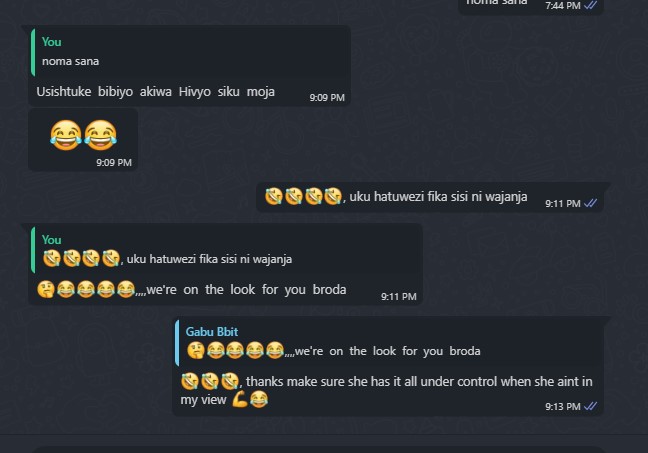 noma sana
7:44 PM
You
noma sana
Usishtuke bibiyo akiwa Hivyo siku moja
9:09 PM
😂😂
9:09 PM
🤣🤣🤣🤣, uku hatuwezi fika sisi ni wajanja
9:11 PM
You
🤣🤣🤣🤣, uku hatuwezi fika sisi ni wajanja
🤔😂😂😂😂,,,,we're on the look for you broda
9:11 PM
Gabu Bbit
🤔😂😂😂😂,,,,we're on the look for you broda
🤣🤣🤣, thanks make sure she has it all under control when she aint in
my view 💪😂
9:13 PM